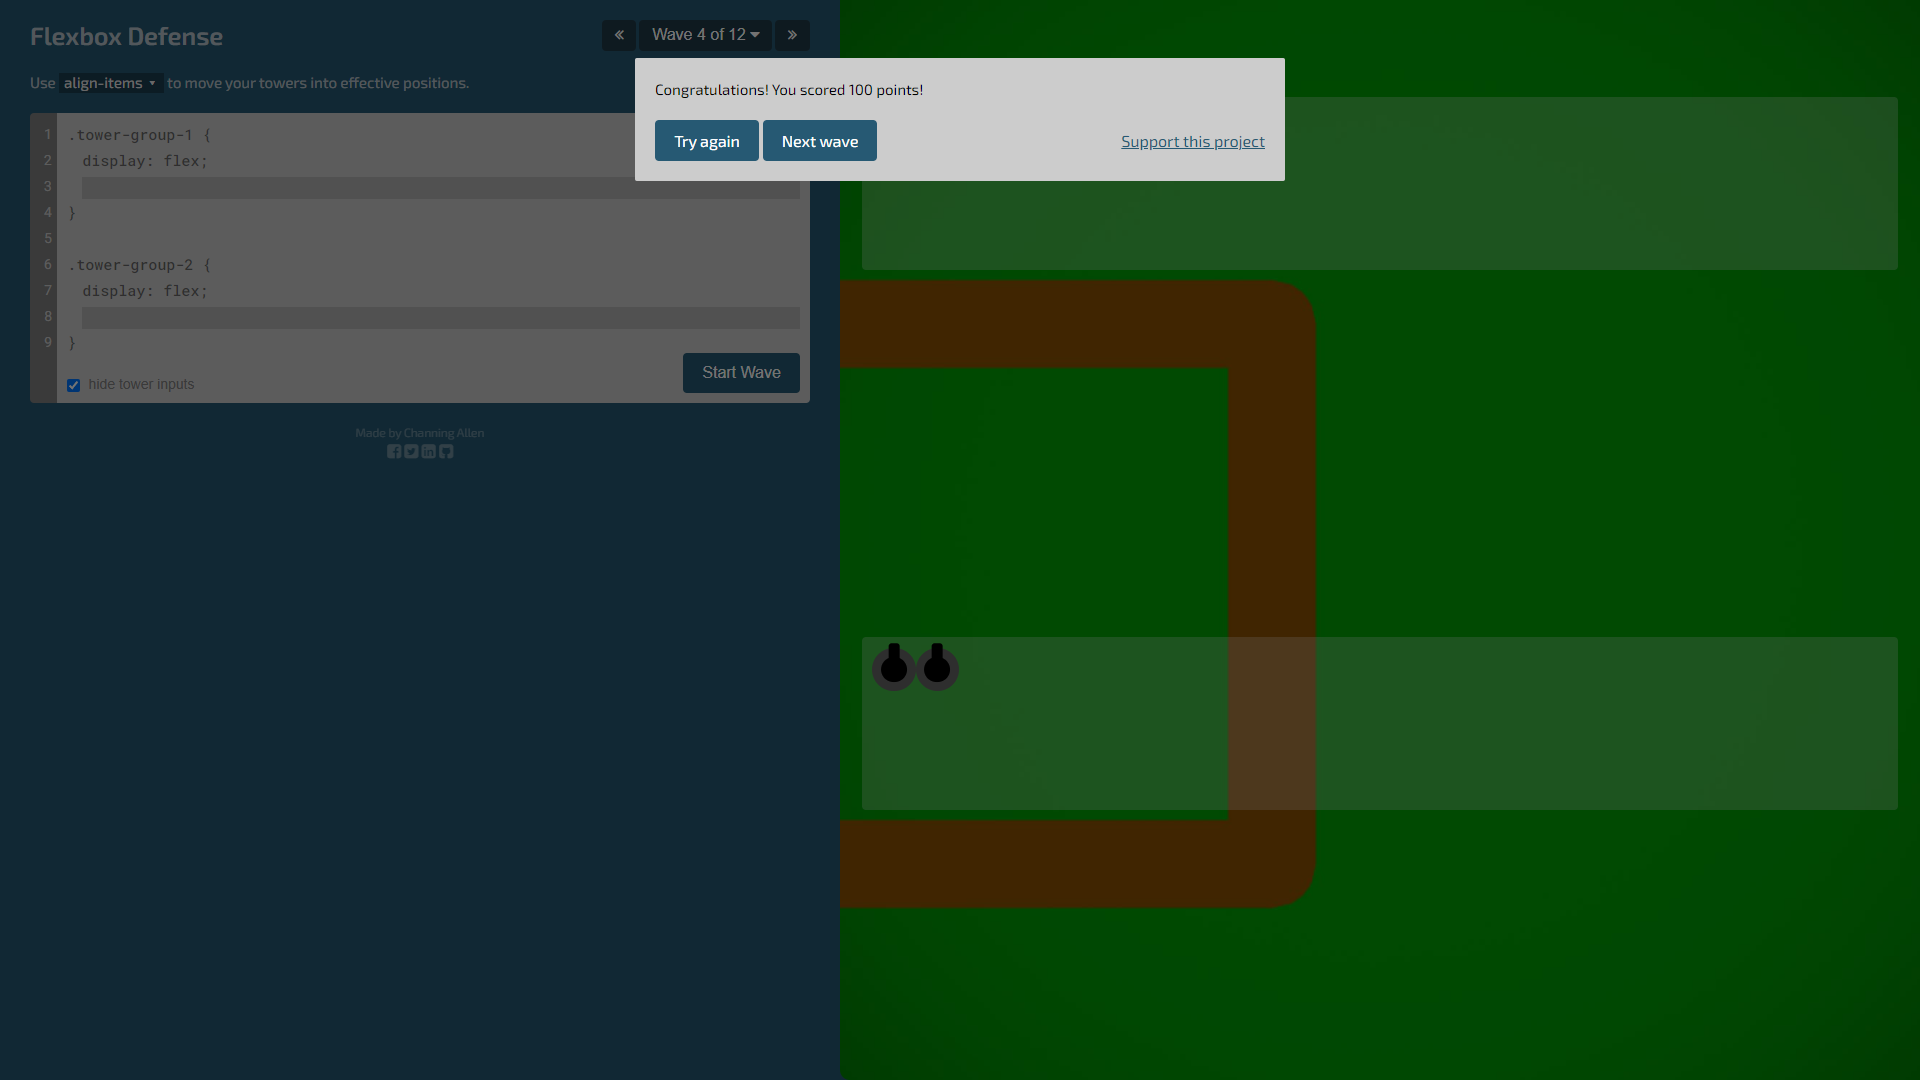 Flexbox Defense
« Wave 4 of 12 »
Use align-items to move your towers into effective positions.
Congratulations! You scored 100 points!
Try again Next wave Support this project
1 .tower-group-1 {
2 display: flex;
3
4 }
5
6 .tower-group-2 {
7 display: flex;
8
9 }
hide tower inputs Start Wave
Made by Channing Allen